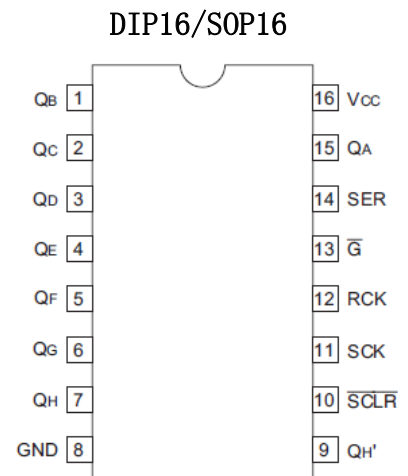 DIP16/SOP16
QB 1 16 VCC
QC 2 15 QA
QD 3 14 SER
QE 4 13 G̅
QF 5 12 RCK
QG 6 11 SCK
QH 7 10 S̅C̅L̅R̅
GND 8 9 QH'